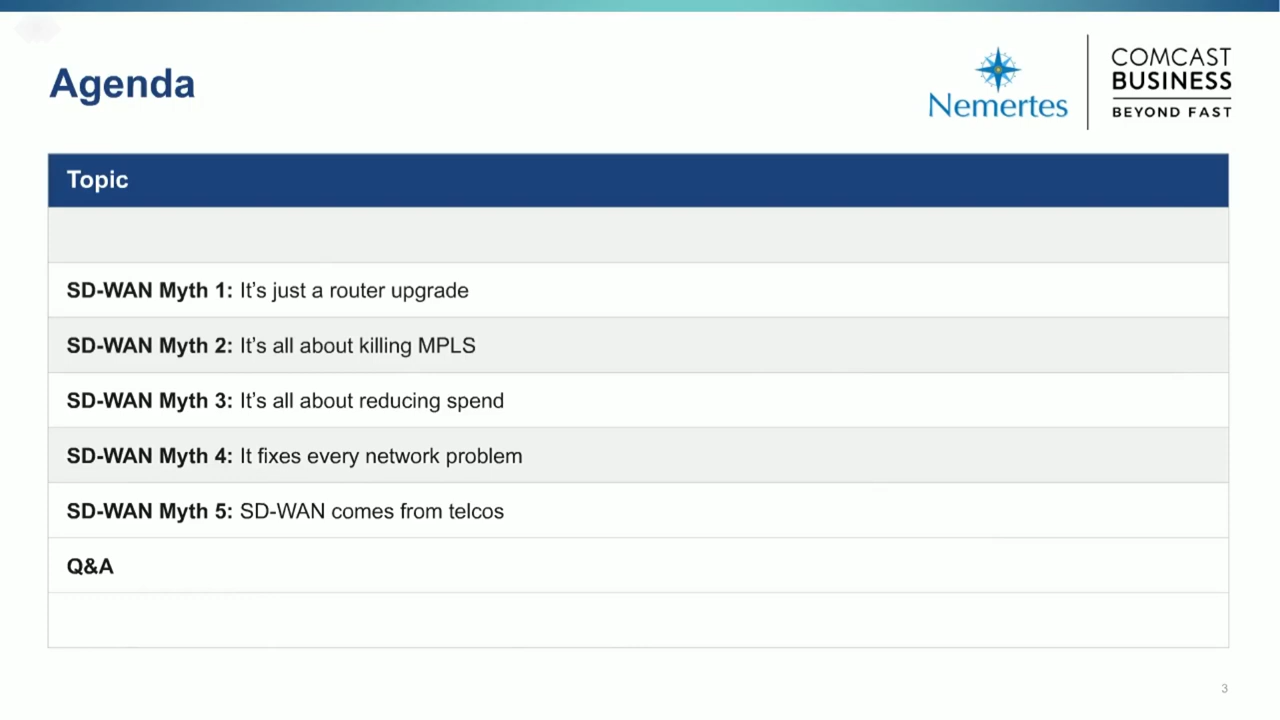 Agenda
Nemertes
COMCAST
BUSINESS
BEYOND FAST
Topic
SD-WAN Myth 1: It’s just a router upgrade
SD-WAN Myth 2: It’s all about killing MPLS
SD-WAN Myth 3: It’s all about reducing spend
SD-WAN Myth 4: It fixes every network problem
SD-WAN Myth 5: SD-WAN comes from telcos
Q&A
3